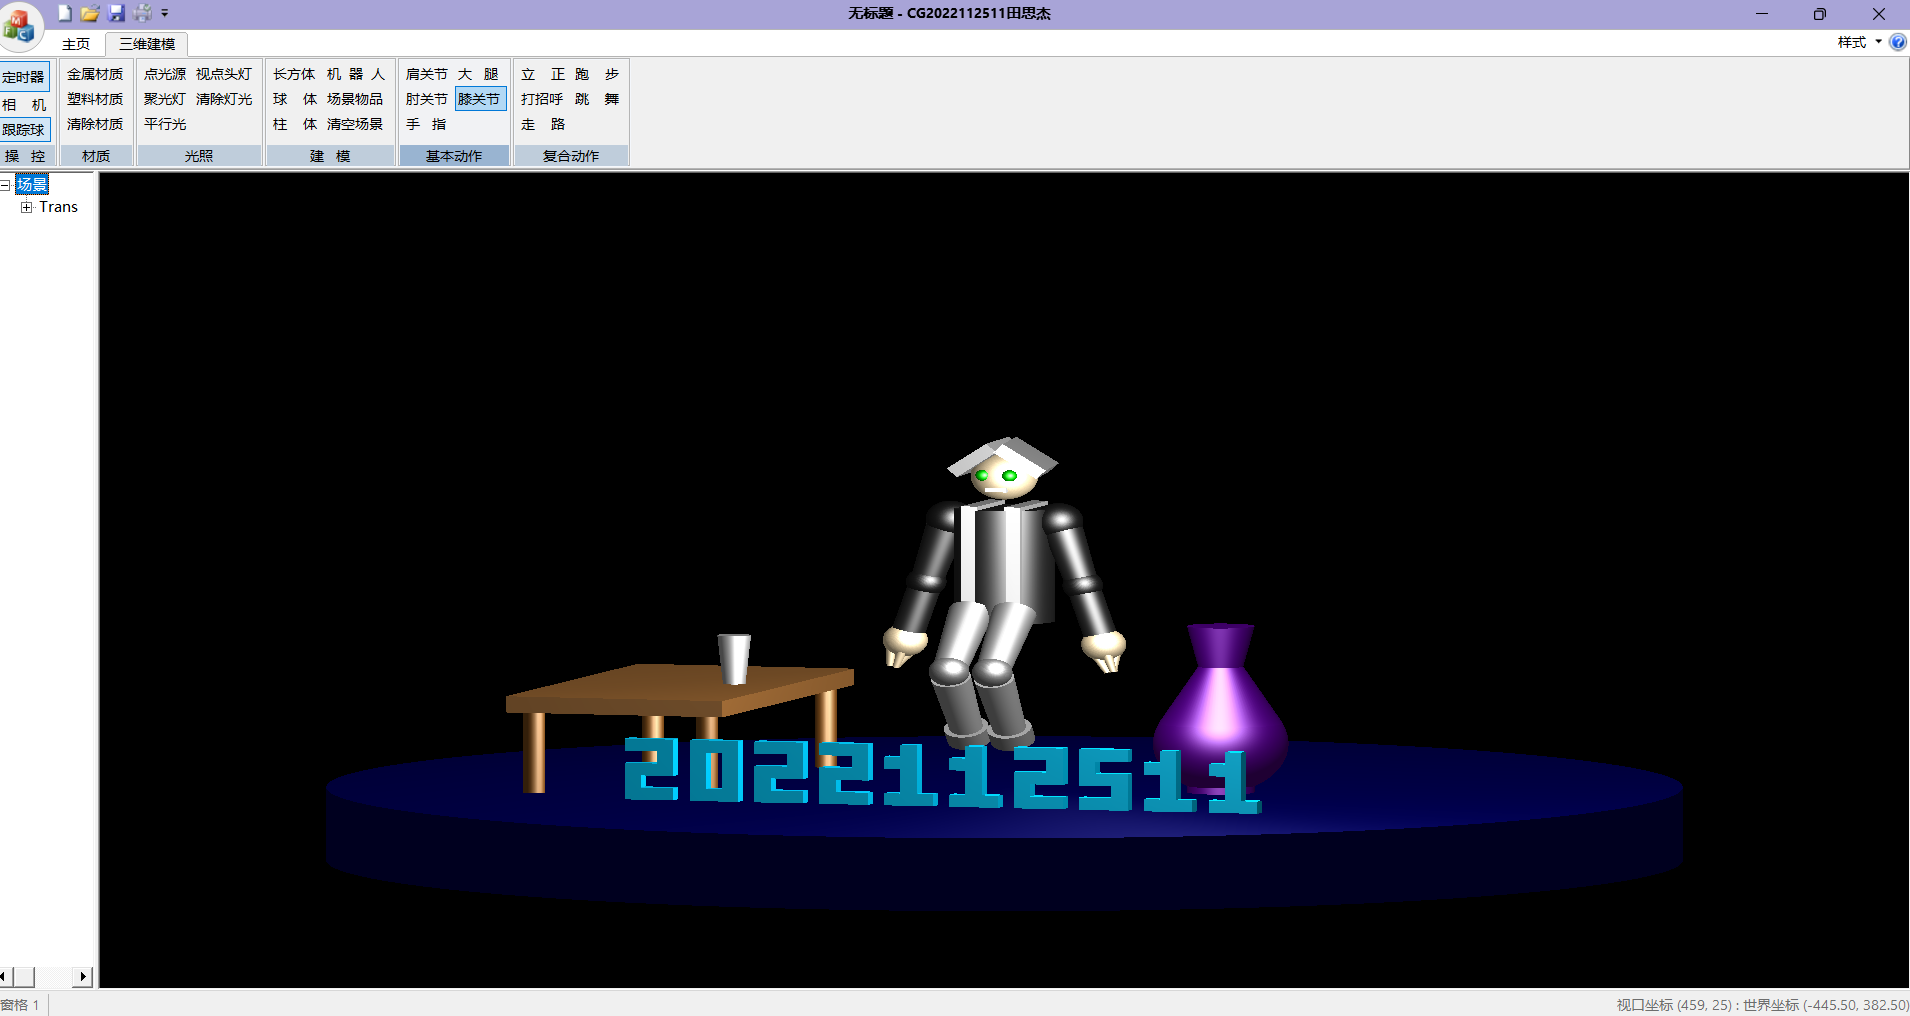 无标题 - CG2022112511田思杰
主页 三维建模 样式
定时器 金属材质 点光源 视点头灯 长方体 机 器 人 肩关节 大 腿 立 正 跑 步
相 机 塑料材质 聚光灯 清除灯光 球 体 场景物品 肘关节 膝关节 打招呼 跳 舞
跟踪球 清除材质 平行光 柱 体 清空场景 手 指 走 路
操 控 材质 光照 建 模 基本动作 复合动作
场景
Trans
2022112511
窗格 1 视口坐标 (459, 25) : 世界坐标 (-445.50, 382.50)